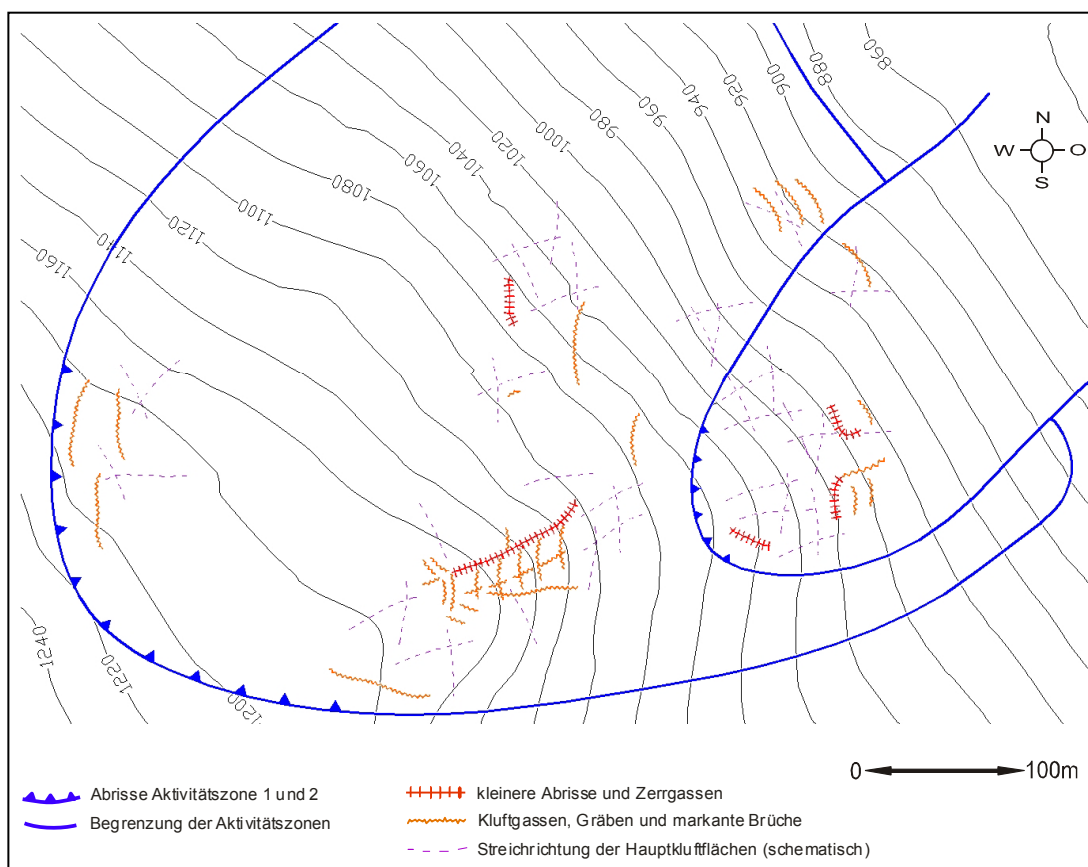 860
880
900
920
940
960
980
1000
1020
1040
1060
1080
1100
1120
1140
1160
N
W O
S
1240
1220
1200
0 100m
Abrisse Aktivitätszone 1 und 2
Begrenzung der Aktivitätszonen
kleinere Abrisse und Zerrgassen
Kluftgassen, Gräben und markante Brüche
Streichrichtung der Hauptkluftflächen (schematisch)